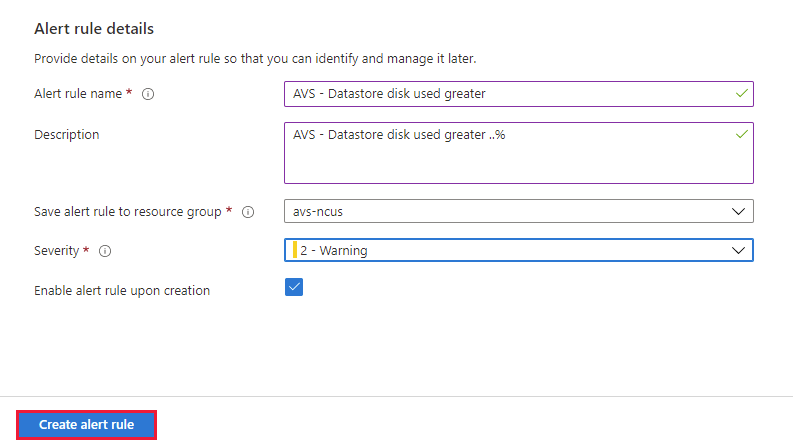 Alert rule details
Provide details on your alert rule so that you can identify and manage it later.
Alert rule name *
AVS - Datastore disk used greater
Description
AVS - Datastore disk used greater ..%
Save alert rule to resource group *
avs-ncus
Severity *
2 - Warning
Enable alert rule upon creation
Create alert rule